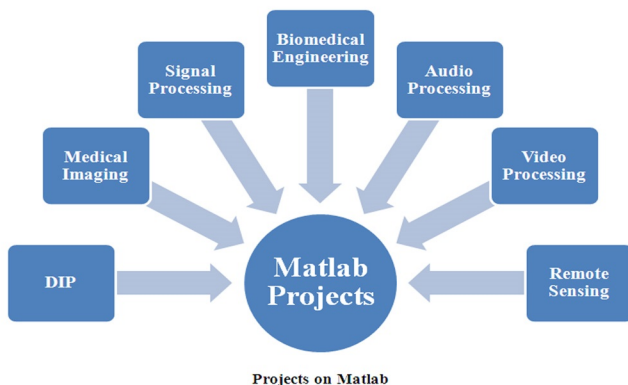 Biomedical
Engineering
Signal
Processing
Audio
Processing
Medical
Imaging
Video
Processing
DIP
Matlab
Projects
Remote
Sensing
Projects on Matlab